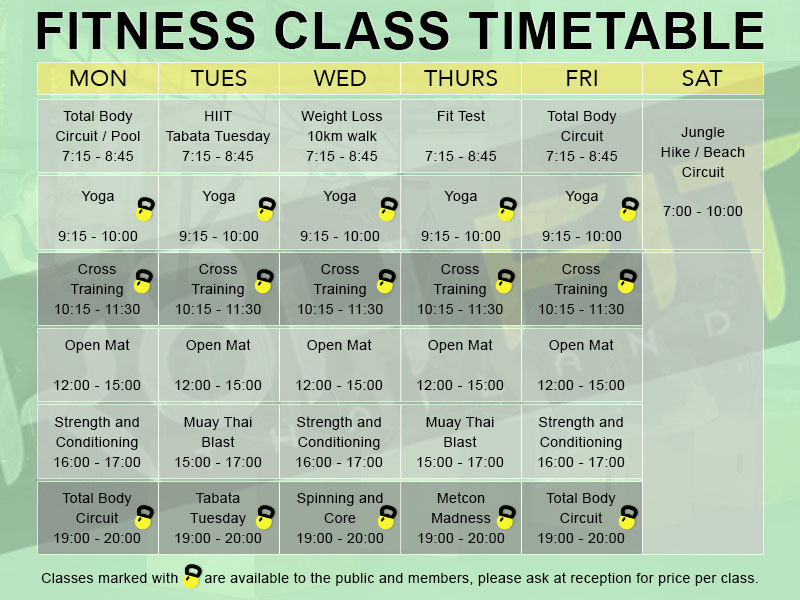 FITNESS CLASS TIMETABLE
MON TUES WED THURS FRI SAT
Total Body HIIT Weight Loss Fit Test Total Body
Jungle
Circuit / Pool Tabata Tuesday 10km walk Circuit
Hike / Beach
7:15 - 8:45 7:15 - 8:45 7:15 - 8:45 7:15 - 8:45 7:15 - 8:45
Circuit
Yoga Yoga Yoga Yoga Yoga
7:00 - 10:00
9:15 - 10:00 9:15 - 10:00 9:15 - 10:00 9:15 - 10:00 9:15 - 10:00
Cross Cross Cross Cross Cross
Training Training Training Training Training
10:15 - 11:30 10:15 - 11:30 10:15 - 11:30 10:15 - 11:30 10:15 - 11:30
Open Mat Open Mat Open Mat Open Mat Open Mat
12:00 - 15:00 12:00 - 15:00 12:00 - 15:00 12:00 - 15:00 12:00 - 15:00
Strength and Muay Thai Strength and Muay Thai Strength and
Conditioning Blast Conditioning Blast Conditioning
16:00 - 17:00 15:00 - 17:00 16:00 - 17:00 15:00 - 17:00 16:00 - 17:00
Total Body Tabata Spinning and Metcon Total Body
Circuit Tuesday Core Madness Circuit
19:00 - 20:00 19:00 - 20:00 19:00 - 20:00 19:00 - 20:00 19:00 - 20:00
Classes marked with are available to the public and members, please ask at reception for price per class.